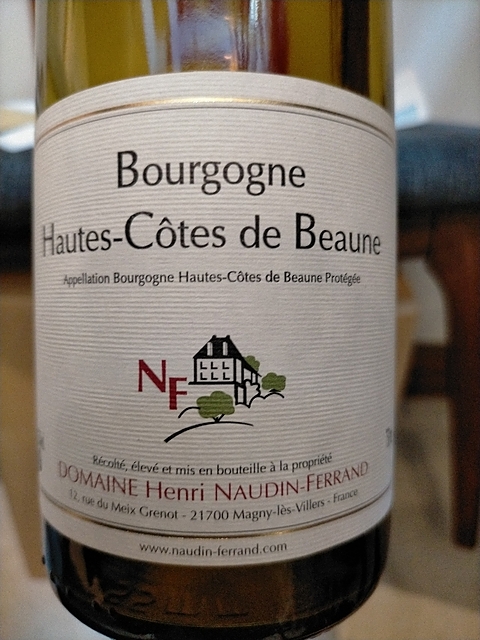 Bourgogne
Hautes-Côtes de Beaune
Appellation Bourgogne Hautes-Côtes de Beaune Protégée
NF
Récolté, élevé et mis en bouteille à la propriété
DOMAINE Henri NAUDIN-FERRAND
12, rue du Meix Grenot - 21700 Magny-lès-Villers - France
www.naudin-ferrand.com